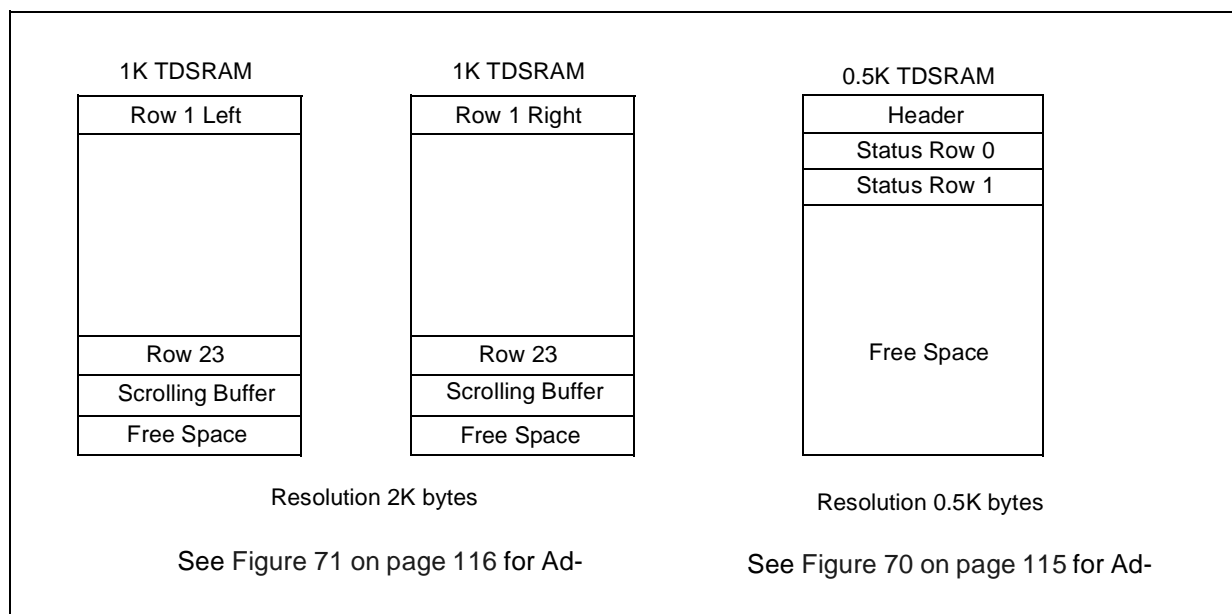 1K TDSRAM
Row 1 Left
Row 23
Scrolling Buffer
Free Space
1K TDSRAM
Row 1 Right
Row 23
Scrolling Buffer
Free Space
Resolution 2K bytes
See Figure 71 on page 116 for Ad-
0.5K TDSRAM
Header
Status Row 0
Status Row 1
Free Space
Resolution 0.5K bytes
See Figure 70 on page 115 for Ad-